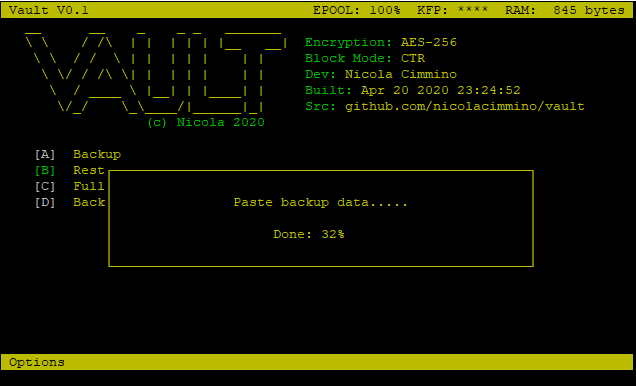 Vault V0.1 EPOOL: 100% KFP: **** RAM: 845 bytes
VAULT
Encryption: AES-256
Block Mode: CTR
Dev: Nicola Cimmino
Built: Apr 20 2020 23:24:52
Src: github.com/nicolacimmino/vault
(c) Nicola 2020
[A] Backup
[B] Rest
[C] Full
[D] Back
Paste backup data.....
Done: 32%
Options